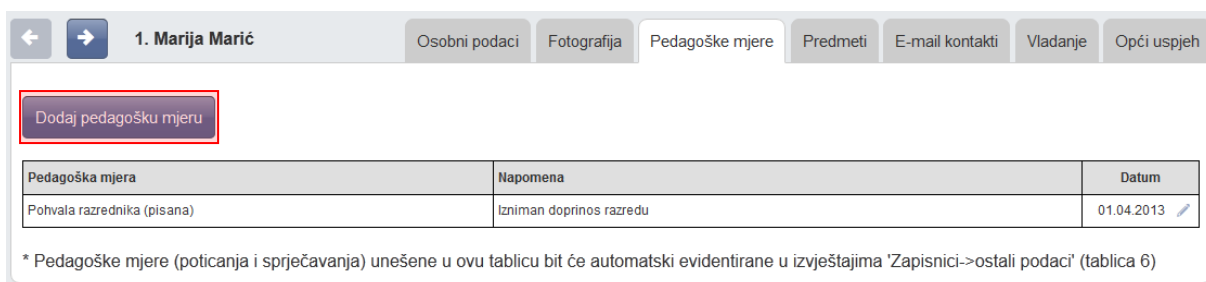 1. Marija Marić Osobni podaci Fotografija Pedagoške mjere Predmeti E-mail kontakti Vladanje Opći uspjeh
Dodaj pedagošku mjeru
Pedagoška mjera Napomena Datum
Pohvala razrednika (pisana) Izniman doprinos razredu 01.04.2013
* Pedagoške mjere (poticanja i sprječavanja) unešene u ovu tablicu bit će automatski evidentirane u izvještajima 'Zapisnici->ostali podaci' (tablica 6)